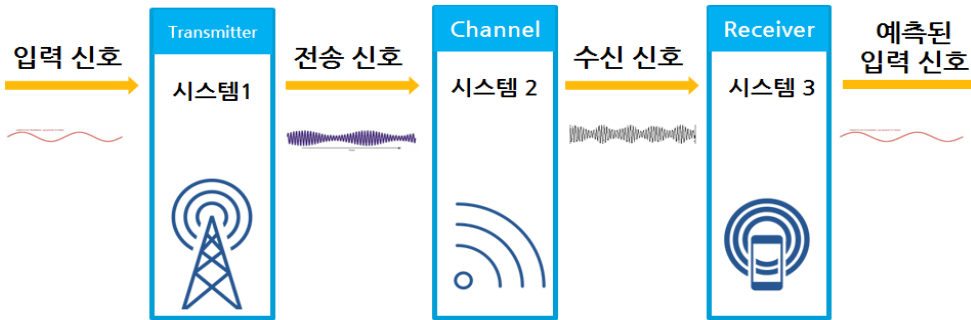 입력 신호
Transmitter
시스템1
전송 신호
Channel
시스템 2
수신 신호
Receiver
시스템 3
예측된
입력 신호